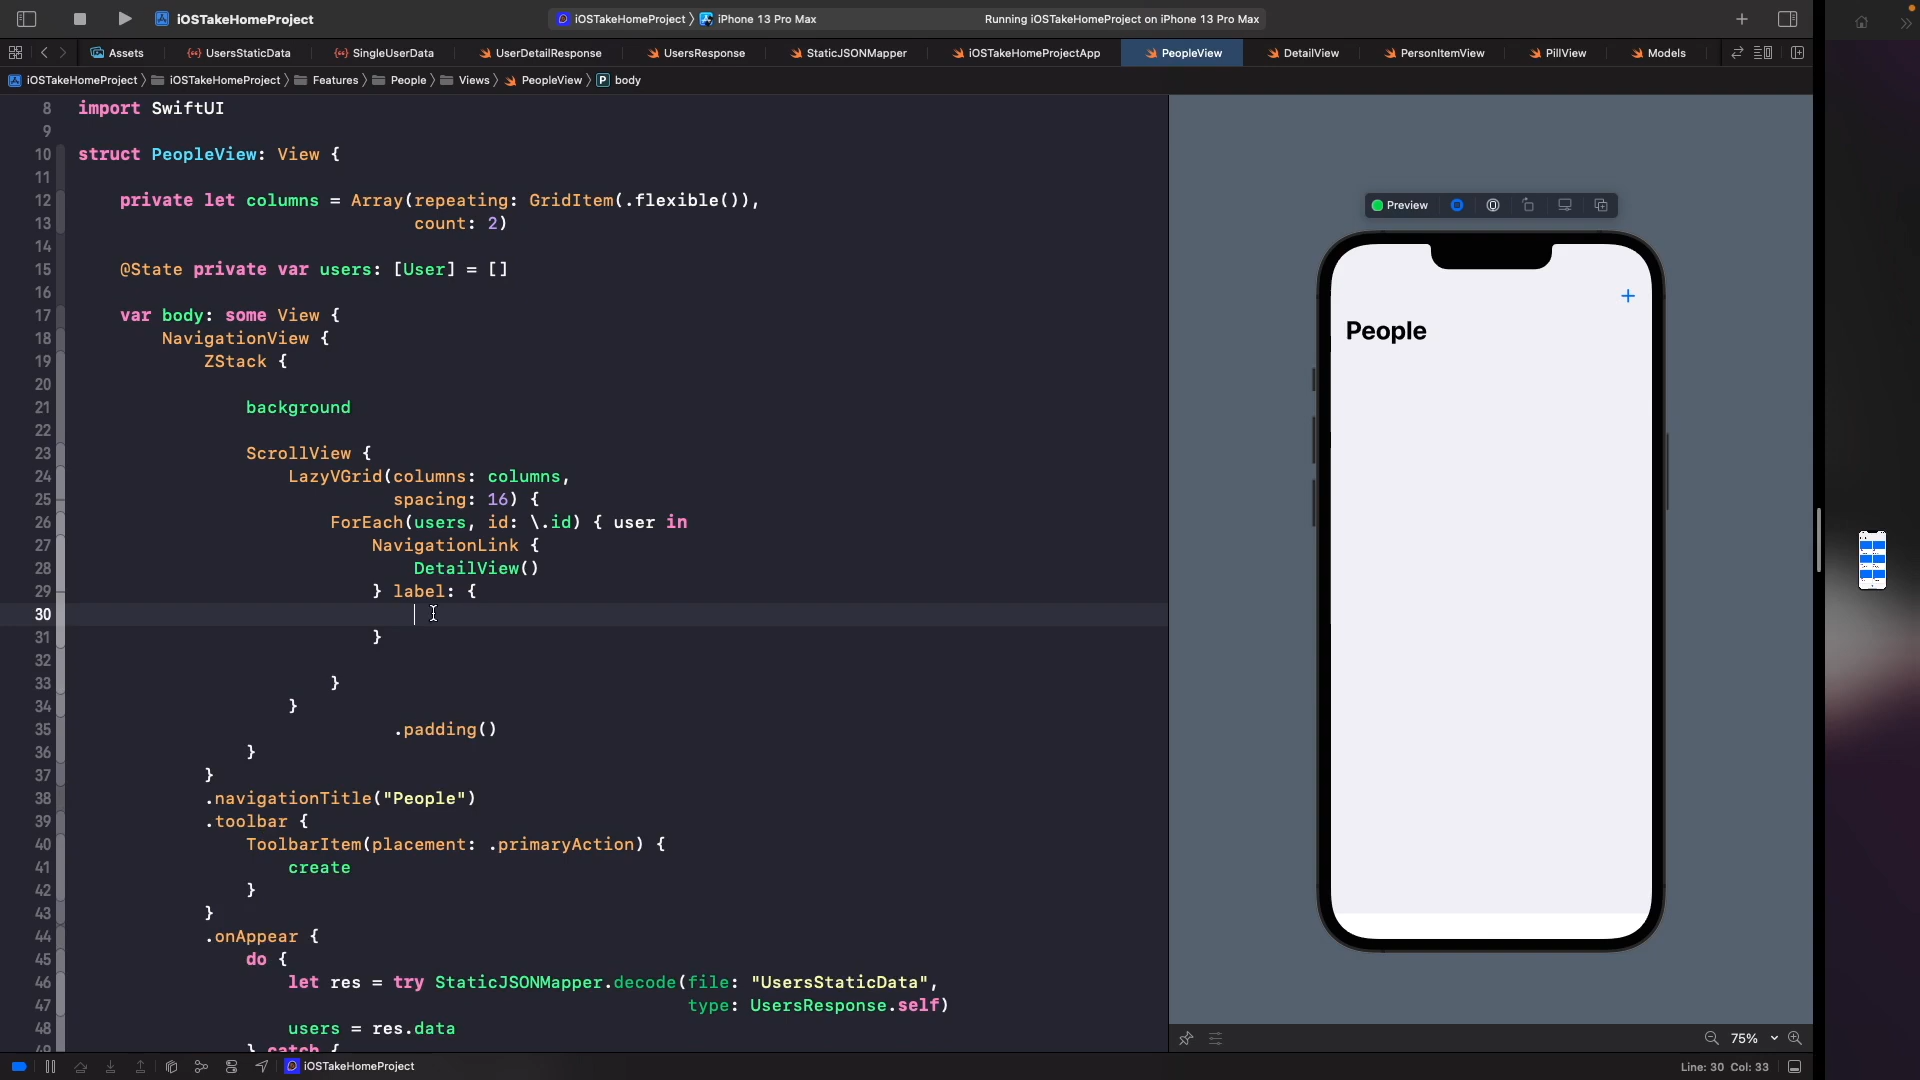 iOSTakeHomeProject
iOSTakeHomeProject 〉 iPhone 13 Pro Max
Running iOSTakeHomeProject on iPhone 13 Pro Max
Assets
UsersStaticData
SingleUserData
UserDetailResponse
UsersResponse
StaticJSONMapper
iOSTakeHomeProjectApp
PeopleView
DetailView
PersonItemView
PillView
Models
iOSTakeHomeProject 〉 iOSTakeHomeProject 〉 Features 〉 People 〉 Views 〉 PeopleView 〉 P body
8 import SwiftUI
9
10 struct PeopleView: View {
11
12 private let columns = Array(repeating: GridItem(.flexible()),
13 count: 2)
14
15 @State private var users: [User] = []
16
17 var body: some View {
18 NavigationView {
19 ZStack {
20
21 background
22
23 ScrollView {
24 LazyVGrid(columns: columns,
25 spacing: 16) {
26 ForEach(users, id: \.id) { user in
27 NavigationLink {
28 DetailView()
29 } label: {
30
31 }
32
33 }
34 }
35 .padding()
36 }
37 }
38 .navigationTitle("People")
39 .toolbar {
40 ToolbarItem(placement: .primaryAction) {
41 create
42 }
43 }
44 .onAppear {
45 do {
46 let res = try StaticJSONMapper.decode(file: "UsersStaticData",
47 type: UsersResponse.self)
48 users = res.data
49 } catch {
Preview
People
75%
iOSTakeHomeProject
Line: 30 Col: 33